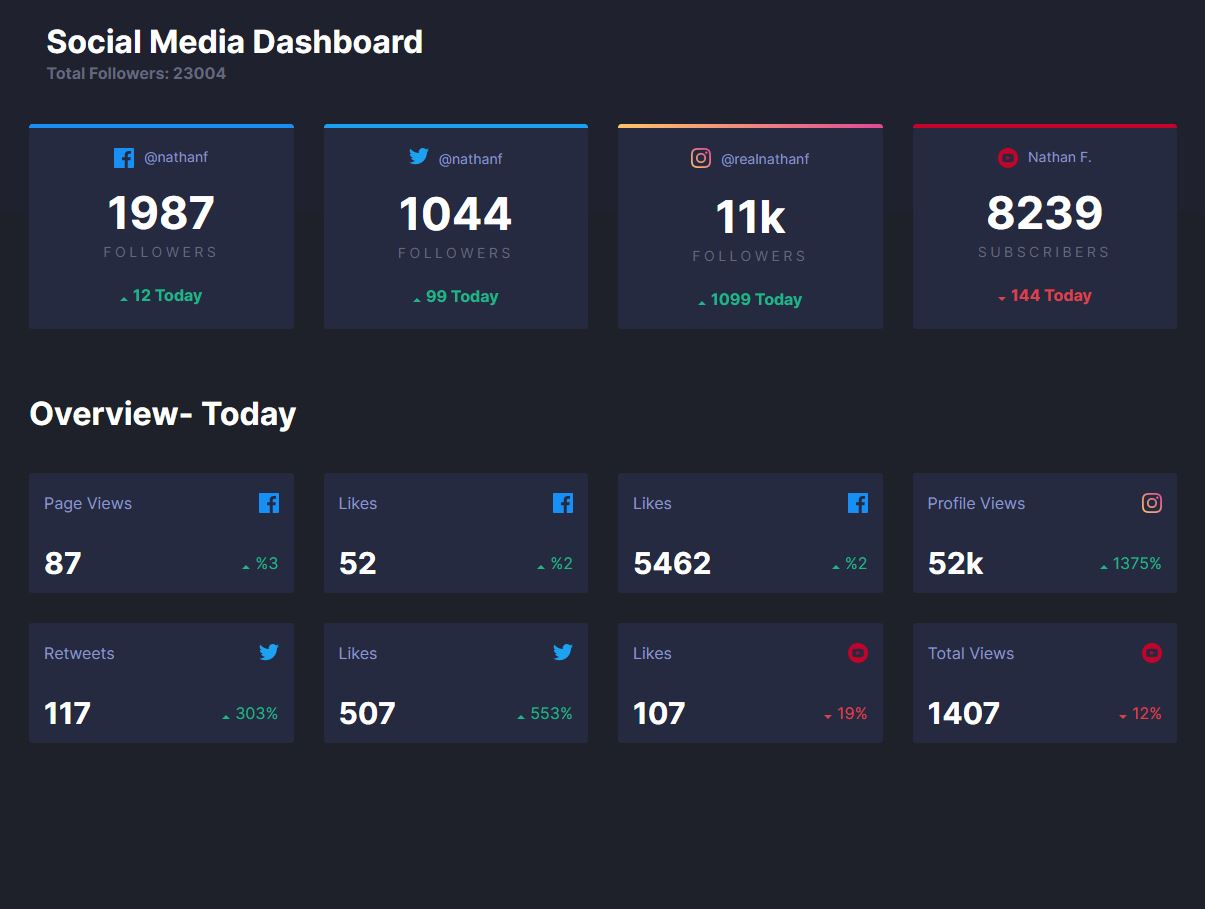 Social Media Dashboard
Total Followers: 23004
@nathanf
1987
FOLLOWERS
12 Today
@nathanf
1044
FOLLOWERS
99 Today
@realnathanf
11k
FOLLOWERS
1099 Today
Nathan F.
8239
SUBSCRIBERS
144 Today
Overview- Today
Page Views
87
%3
Likes
52
%2
Likes
5462
%2
Profile Views
52k
1375%
Retweets
117
303%
Likes
507
553%
Likes
107
19%
Total Views
1407
12%